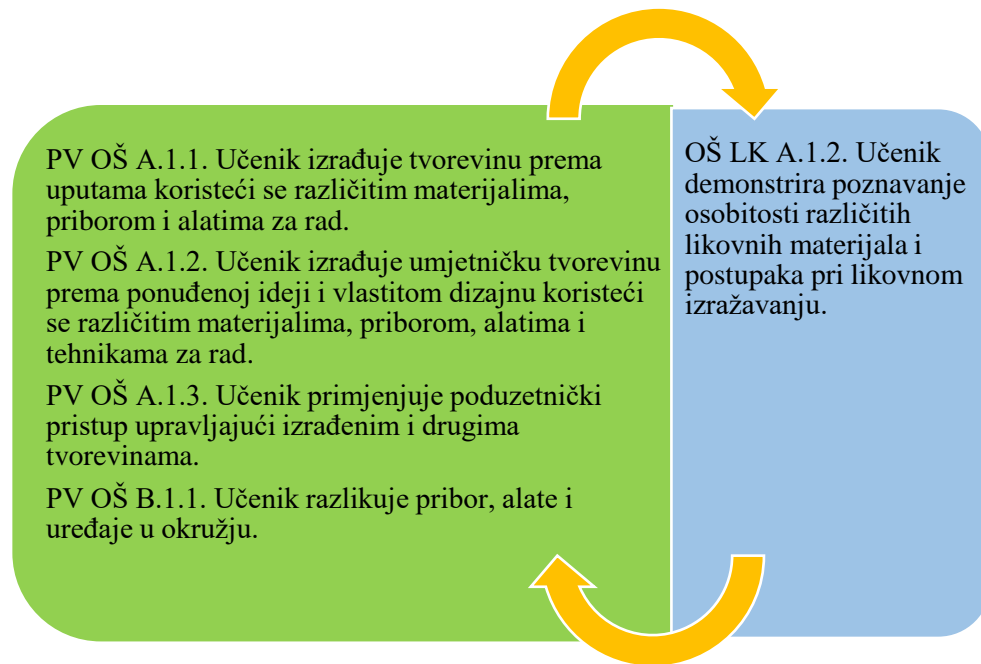 PV OŠ A.1.1. Učenik izrađuje tvorevinu prema
uputama koristeći se različitim materijalima,
priborom i alatima za rad.
PV OŠ A.1.2. Učenik izrađuje umjetničku tvorevinu
prema ponuđenoj ideji i vlastitom dizajnu koristeći
se različitim materijalima, priborom, alatima i
tehnikama za rad.
PV OŠ A.1.3. Učenik primjenjuje poduzetnički
pristup upravljajući izrađenim i drugima
tvorevinama.
PV OŠ B.1.1. Učenik razlikuje pribor, alate i
uređaje u okružju.
OŠ LK A.1.2. Učenik
demonstrira poznavanje
osobitosti različitih
likovnih materijala i
postupaka pri likovnom
izražavanju.